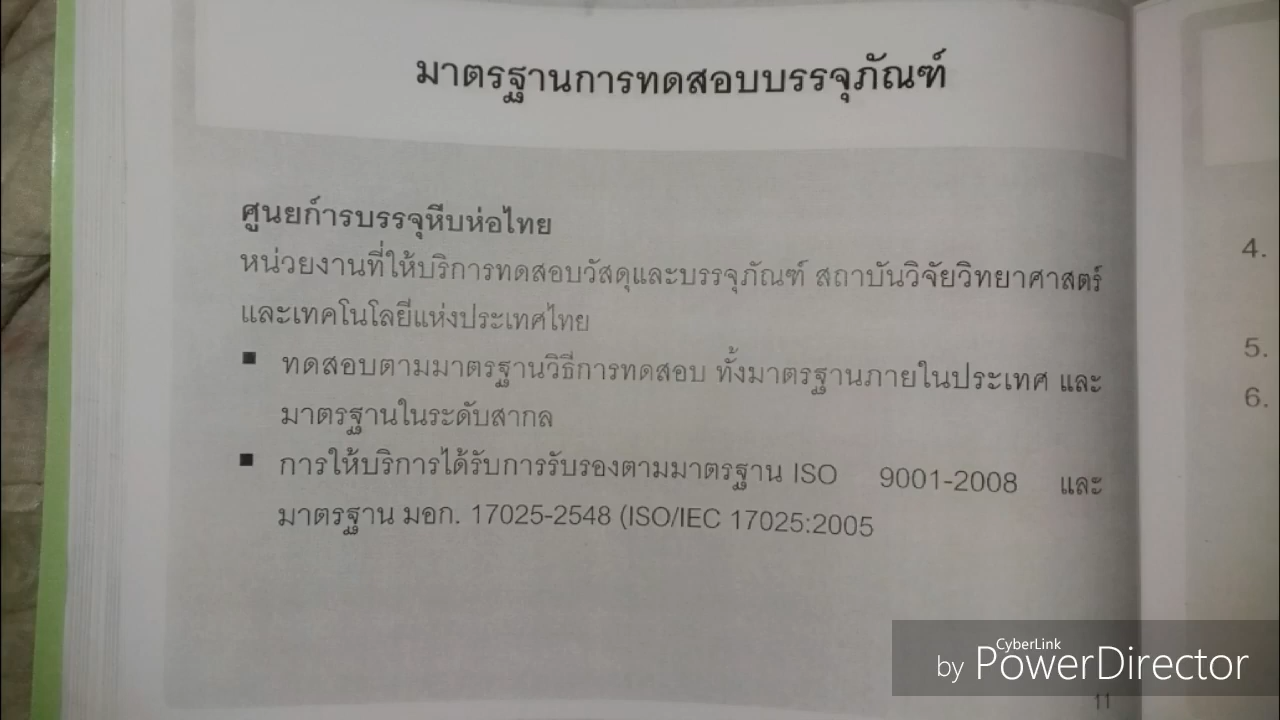 มาตรฐานการทดสอบบรรจุภัณฑ์
ศูนย์การบรรจุหีบห่อไทย
หน่วยงานที่ให้บริการทดสอบวัสดุและบรรจุภัณฑ์ สถาบันวิจัยวิทยาศาสตร์
และเทคโนโลยีแห่งประเทศไทย
■ ทดสอบตามมาตรฐานวิธีการทดสอบ ทั้งมาตรฐานภายในประเทศ และ
มาตรฐานในระดับสากล
■ การให้บริการได้รับการรับรองตามมาตรฐาน ISO 9001-2008 และ
มาตรฐาน มอก. 17025-2548 (ISO/IEC 17025:2005
11
4.
5.
6.
CyberLink
by PowerDirector